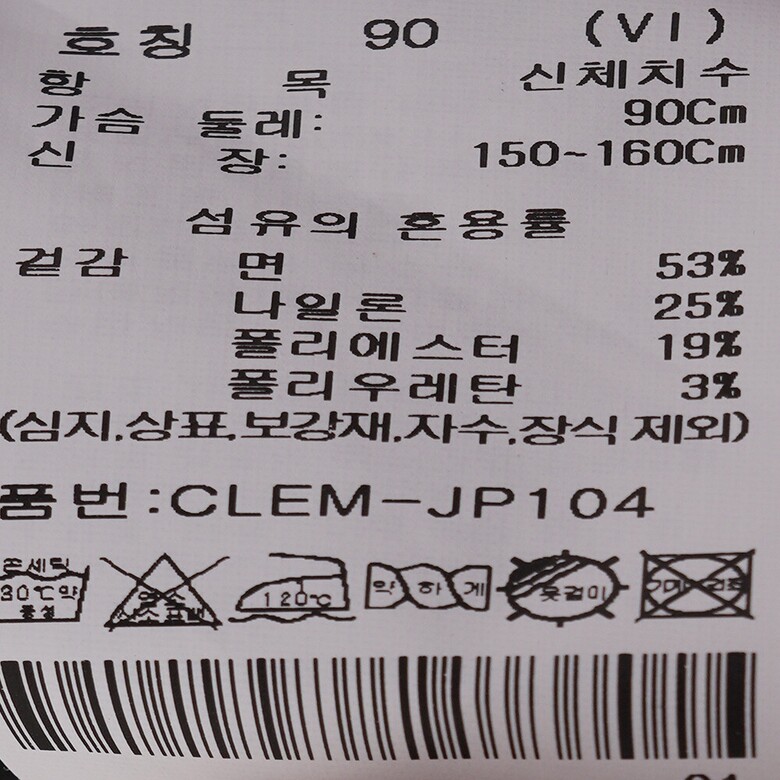 호칭 90 (VI)
항 목 신체치수
가슴 둘레: 90Cm
신 장: 150~160Cm
섬유의 혼용률
겉감 면 53%
나일론 25%
폴리에스터 19%
폴리우레탄 3%
(심지,상표,보강재,자수,장식 제외)
품번:CLEM-JP104
손세탁
30℃약 120℃ 약하게 옷걸이
중성